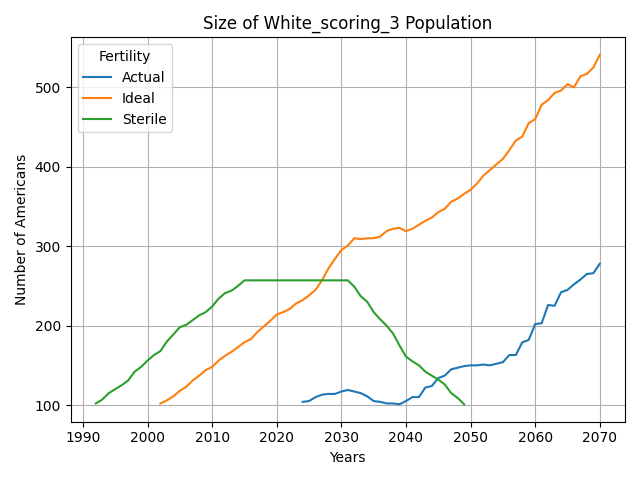 Size of White_scoring_3 Population
Fertility
Actual
Ideal
Sterile
Number of Americans
500
400
300
200
100
1990 2000 2010 2020 2030 2040 2050 2060 2070
Years